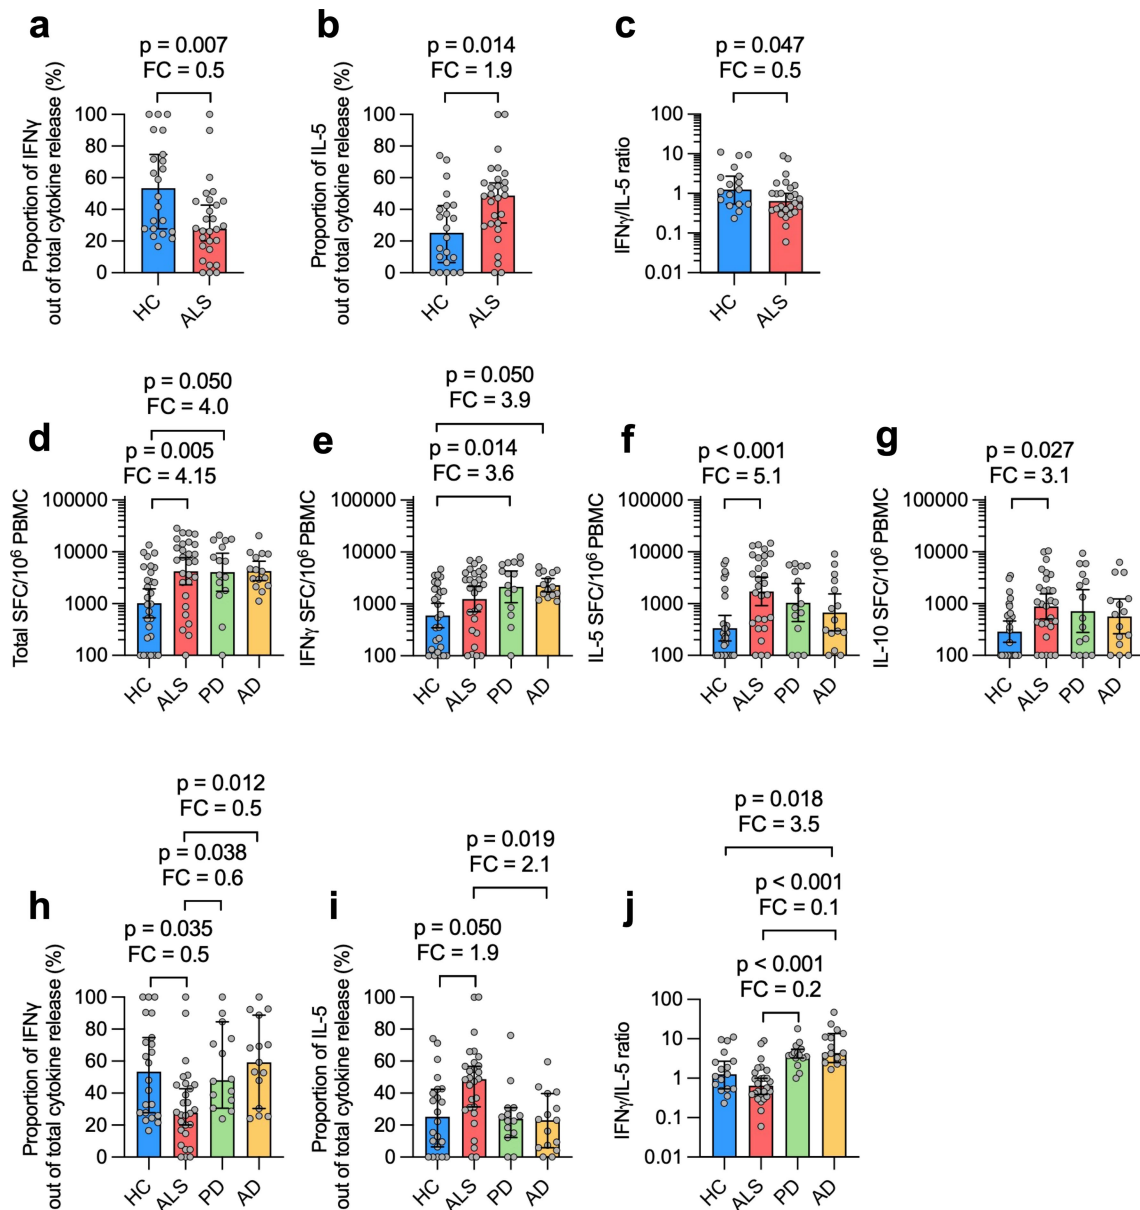 a
p = 0.007
FC = 0.5
Proportion of IFNγ
out of total cytokine release (%)
100
80
60
40
20
0
HC
ALS
b
p = 0.014
FC = 1.9
Proportion of IL-5
out of total cytokine release (%)
100
80
60
40
20
0
HC
ALS
c
p = 0.047
FC = 0.5
IFNγ/IL-5 ratio
100
10
1
0.1
0.01
HC
ALS
d
p = 0.050
FC = 4.0
p = 0.005
FC = 4.15
Total SFC/10⁶ PBMC
100000
10000
1000
100
HC
ALS
PD
AD
e
p = 0.050
FC = 3.9
p = 0.014
FC = 3.6
IFNγ SFC/10⁶ PBMC
100000
10000
1000
100
HC
ALS
PD
AD
f
p < 0.001
FC = 5.1
IL-5 SFC/10⁶ PBMC
100000
10000
1000
100
HC
ALS
PD
AD
g
p = 0.027
FC = 3.1
IL-10 SFC/10⁶ PBMC
100000
10000
1000
100
HC
ALS
PD
AD
h
p = 0.012
FC = 0.5
p = 0.038
FC = 0.6
p = 0.035
FC = 0.5
Proportion of IFNγ
out of total cytokine release (%)
100
80
60
40
20
0
HC
ALS
PD
AD
i
p = 0.019
FC = 2.1
p = 0.050
FC = 1.9
Proportion of IL-5
out of total cytokine release (%)
100
80
60
40
20
0
HC
ALS
PD
AD
j
p = 0.018
FC = 3.5
p < 0.001
FC = 0.1
p < 0.001
FC = 0.2
IFNγ/IL-5 ratio
100
10
1
0.1
0.01
HC
ALS
PD
AD